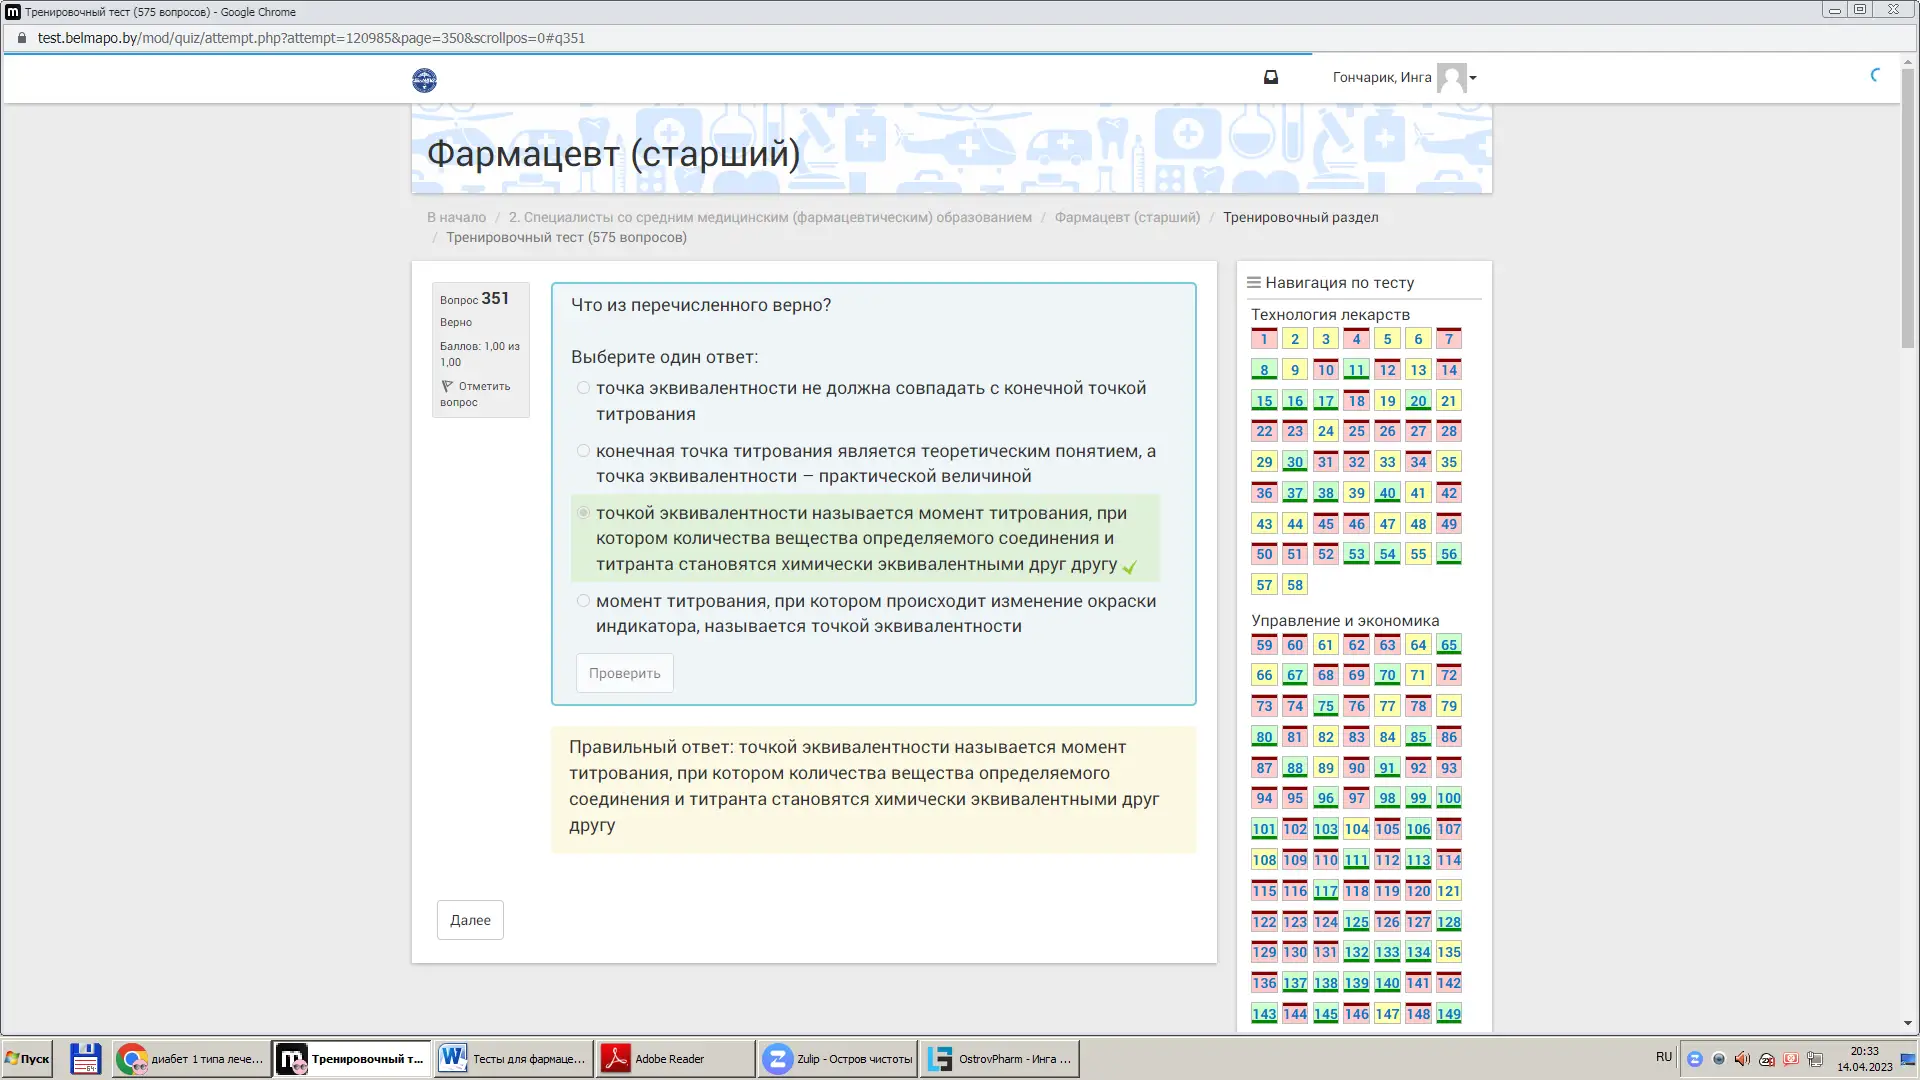 Тренировочный тест (575 вопросов) - Google Chrome
test.belmapo.by/mod/quiz/attempt.php?attempt=120985&page=350&scrollpos=0#q351
Гончарик, Инга
Фармацевт (старший)
В начало / 2. Специалисты со средним медицинским (фармацевтическим) образованием / Фармацевт (старший) / Тренировочный раздел
/ Тренировочный тест (575 вопросов)
Вопрос 351
Верно
Баллов: 1,00 из
1,00
Отметить
вопрос
Что из перечисленного верно?
Выберите один ответ:
точка эквивалентности не должна совпадать с конечной точкой
титрования
конечная точка титрования является теоретическим понятием, а
точка эквивалентности – практической величиной
точкой эквивалентности называется момент титрования, при
котором количества вещества определяемого соединения и
титранта становятся химически эквивалентными друг другу
момент титрования, при котором происходит изменение окраски
индикатора, называется точкой эквивалентности
Проверить
Правильный ответ: точкой эквивалентности называется момент
титрования, при котором количества вещества определяемого
соединения и титранта становятся химически эквивалентными друг
другу
Далее
Навигация по тесту
Технология лекарств
1 2 3 4 5 6 7
8 9 10 11 12 13 14
15 16 17 18 19 20 21
22 23 24 25 26 27 28
29 30 31 32 33 34 35
36 37 38 39 40 41 42
43 44 45 46 47 48 49
50 51 52 53 54 55 56
57 58
Управление и экономика
59 60 61 62 63 64 65
66 67 68 69 70 71 72
73 74 75 76 77 78 79
80 81 82 83 84 85 86
87 88 89 90 91 92 93
94 95 96 97 98 99 100
101 102 103 104 105 106 107
108 109 110 111 112 113 114
115 116 117 118 119 120 121
122 123 124 125 126 127 128
129 130 131 132 133 134 135
136 137 138 139 140 141 142
143 144 145 146 147 148 149
Пуск
диабет 1 типа лече...
Тренировочный т...
Тесты для фармаце...
Adobe Reader
Zulip - Остров чистоты
OstrovPharm - Инга ...
RU
20:33
14.04.2023